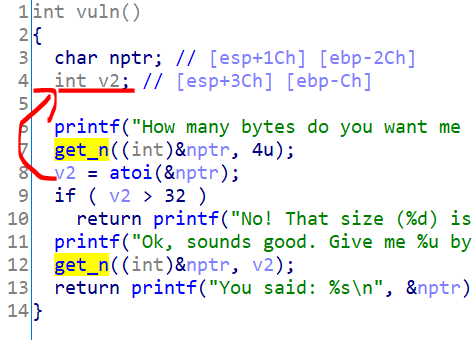 1 int vuln()
2 {
3 char nptr; // [esp+1Ch] [ebp-2Ch]
4 int v2; // [esp+3Ch] [ebp-Ch]
5
6 printf("How many bytes do you want me
7 get_n((int)&nptr, 4u);
8 v2 = atoi(&nptr);
9 if ( v2 > 32 )
10 return printf("No! That size (%d) is
11 printf("Ok, sounds good. Give me %u by
12 get_n((int)&nptr, v2);
13 return printf("You said: %s\n", &nptr)
14 }